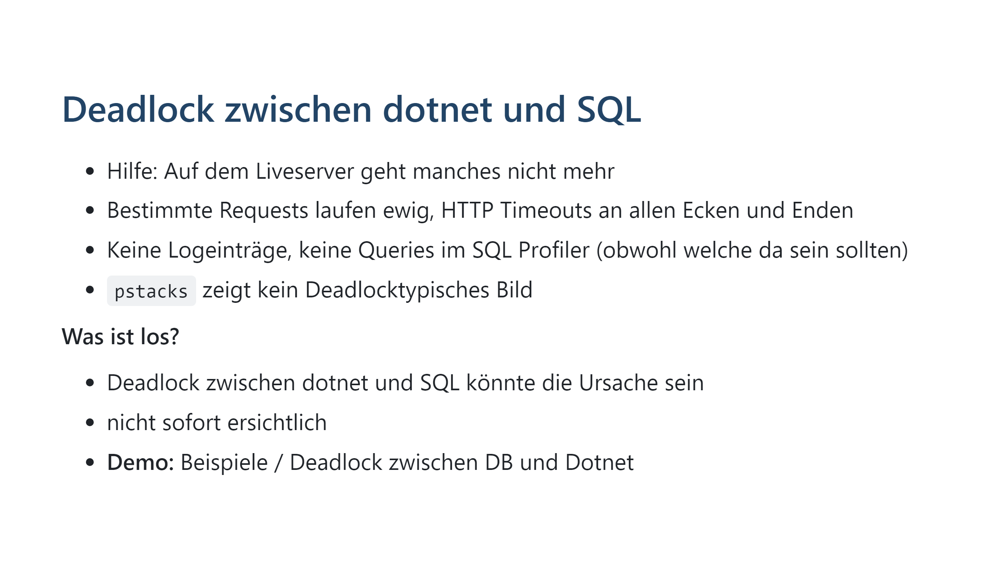 Deadlock zwischen dotnet und SQL
• Hilfe: Auf dem Liveserver geht manches nicht mehr
• Bestimmte Requests laufen ewig, HTTP Timeouts an allen Ecken und Enden
• Keine Logeinträge, keine Queries im SQL Profiler (obwohl welche da sein sollten)
• pstacks zeigt kein Deadlocktypisches Bild
Was ist los?
• Deadlock zwischen dotnet und SQL könnte die Ursache sein
• nicht sofort ersichtlich
• Demo: Beispiele / Deadlock zwischen DB und Dotnet